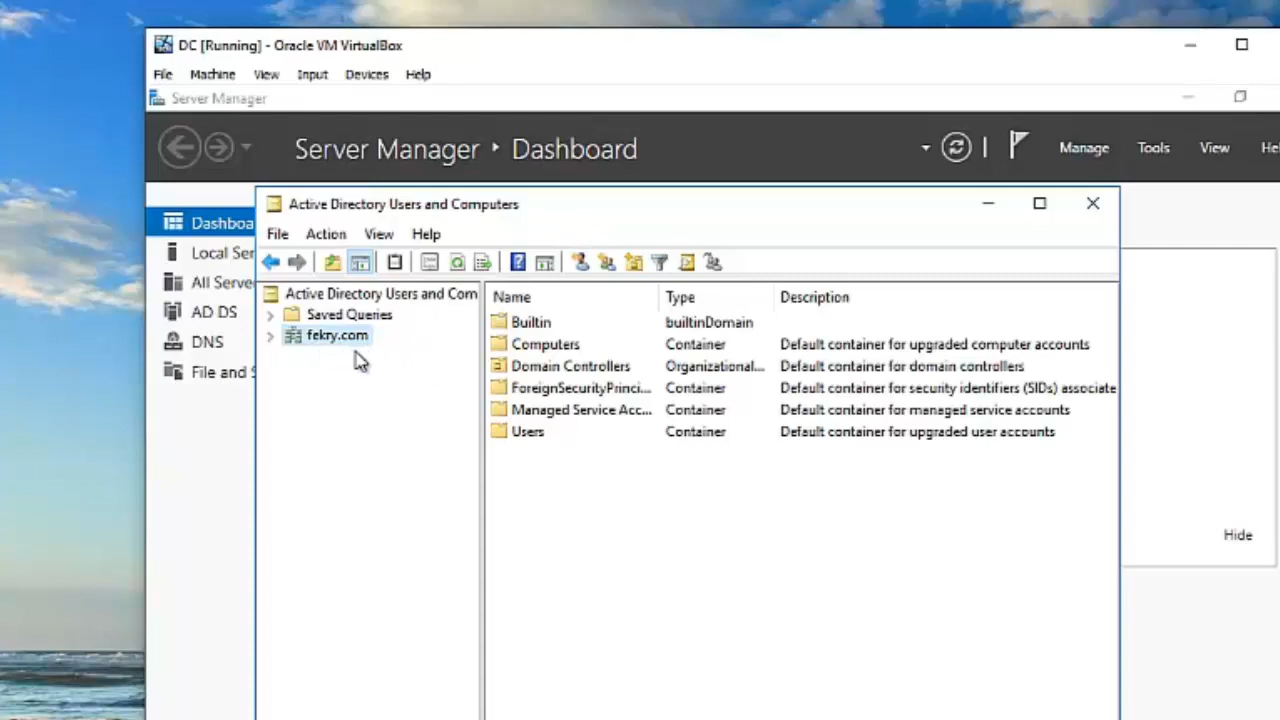 DC [Running] - Oracle VM VirtualBox
File Machine View Input Devices Help
Server Manager
Server Manager Dashboard
Manage Tools View Hel
Dashboa
Local Ser
All Serve
AD DS
DNS
File and S
Active Directory Users and Computers
File Action View Help
Active Directory Users and Com
Saved Queries
fekry.com
Name Type Description
Builtin builtinDomain
Computers Container Default container for upgraded computer accounts
Domain Controllers Organizational... Default container for domain controllers
ForeignSecurityPrinci... Container Default container for security identifiers (SIDs) associate
Managed Service Acc... Container Default container for managed service accounts
Users Container Default container for upgraded user accounts
Hide